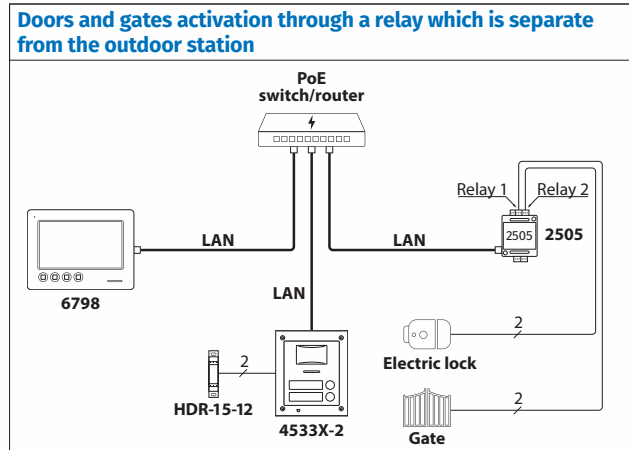 Doors and gates activation through a relay which is separate
from the outdoor station
PoE
switch/router
Relay 1
Relay 2
2505
2505
LAN
LAN
6798
LAN
2
Electric lock
2
HDR-15-12
4533X-2
2
Gate